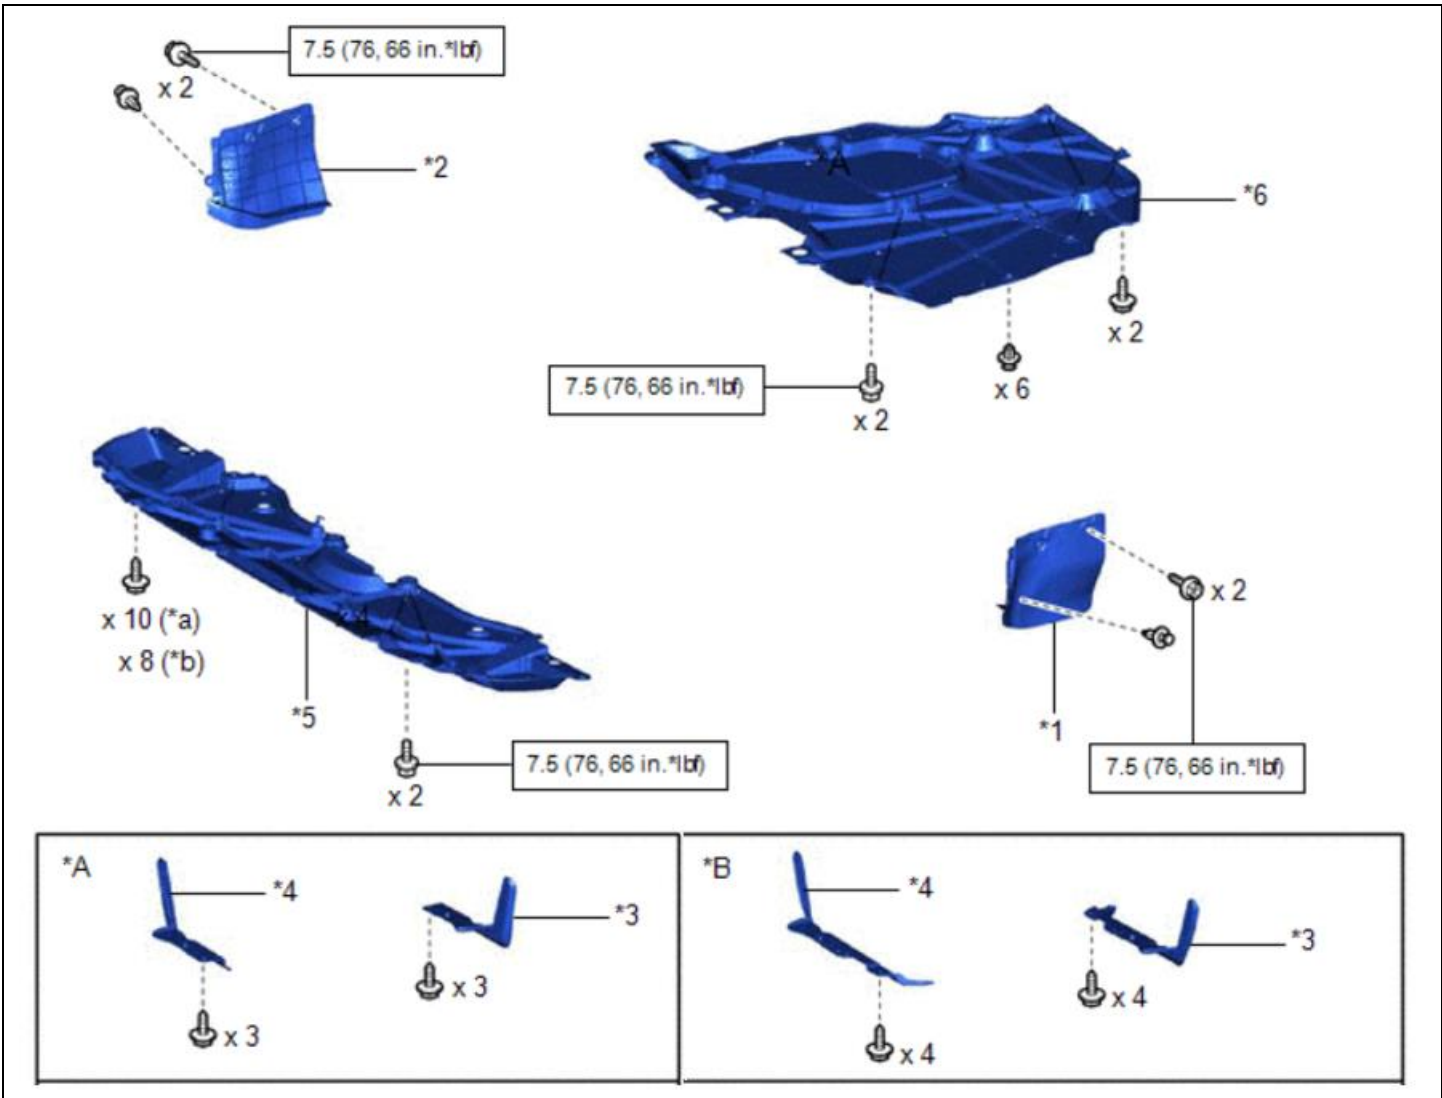 7.5 (76, 66 in.*lbf)
x 2
*2
*A
*6
x 2
7.5 (76, 66 in.*lbf)
x 6
x 2
x 10 (*a)
x 8 (*b)
x 2
*5
*1
7.5 (76, 66 in.*lbf)
7.5 (76, 66 in.*lbf)
x 2
*A
*4
*3
x 3
x 3
*B
*4
*3
x 4
x 4